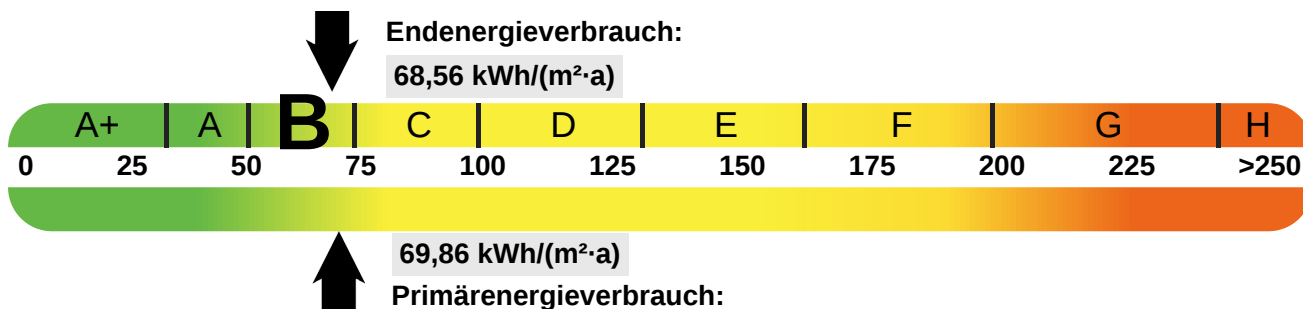 Endenergieverbrauch:
68,56 kWh/(m²·a)
A+ A B C D E F G H
0 25 50 75 100 125 150 175 200 225 >250
69,86 kWh/(m²·a)
Primärenergieverbrauch: